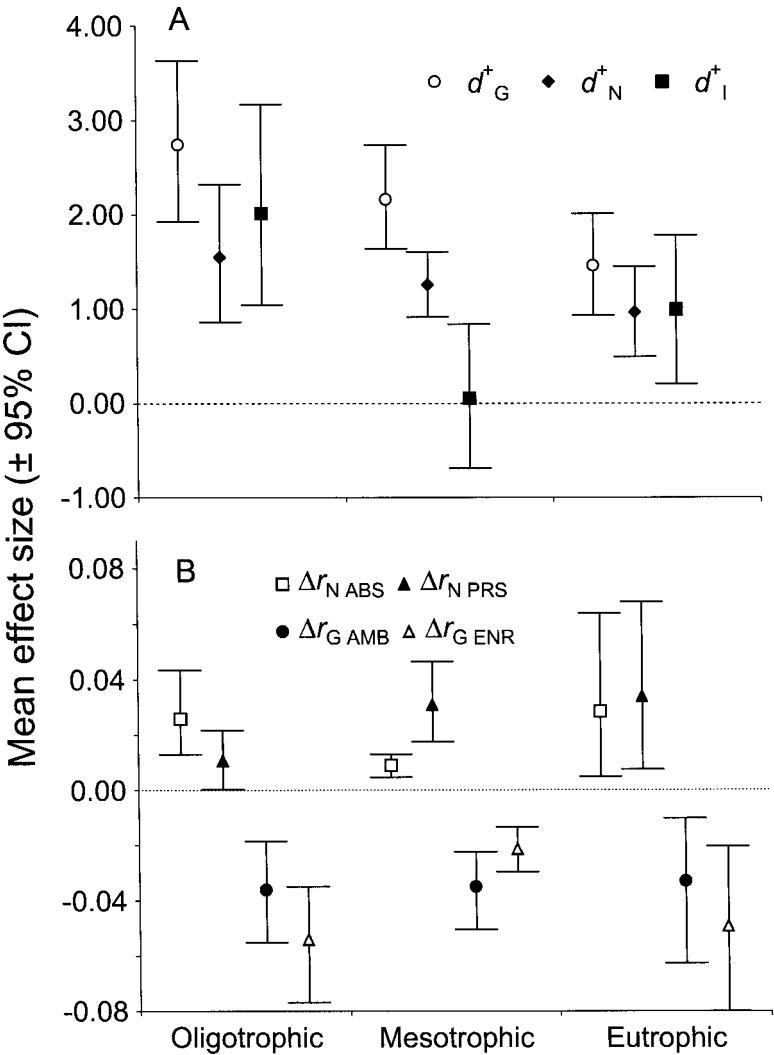 Mean effect size (± 95% CI)
A
4.00
3.00
2.00
1.00
0.00
-1.00
d⁺G d⁺N d⁺I
B
0.08
0.04
0.00
-0.04
-0.08
ΔrN ABS ΔrN PRS
ΔrG AMB ΔrG ENR
Oligotrophic Mesotrophic Eutrophic